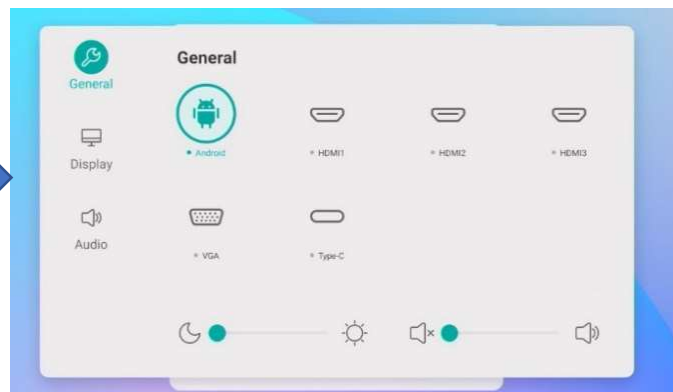 General
General
Android
HDMI1
HDMI2
HDMI3
Display
Audio
VGA
Type-C